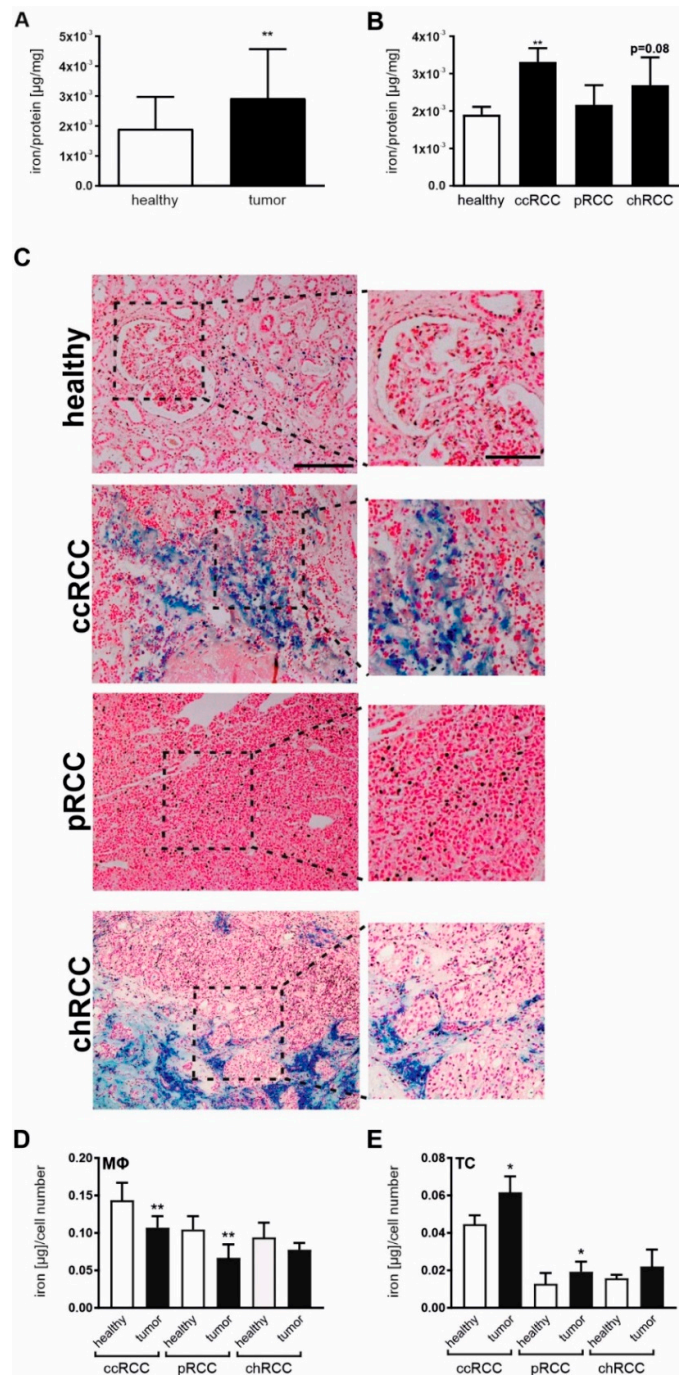 A
iron/protein [µg/mg]
5x10⁻³
4x10⁻³
3x10⁻³
2x10⁻³
1x10⁻³
0.0
**
healthy tumor
B
iron/protein [µg/mg]
4x10⁻³
3x10⁻³
2x10⁻³
1x10⁻³
0.0
**
p=0.08
healthy ccRCC pRCC chRCC
C
healthy
ccRCC
pRCC
chRCC
D
MΦ
iron [µg]/cell number
0.20
0.15
0.10
0.05
0.00
** **
healthy tumor healthy tumor healthy tumor
ccRCC pRCC chRCC
E
TC
iron [µg]/cell number
0.08
0.06
0.04
0.02
0.00
* *
healthy tumor healthy tumor healthy tumor
ccRCC pRCC chRCC